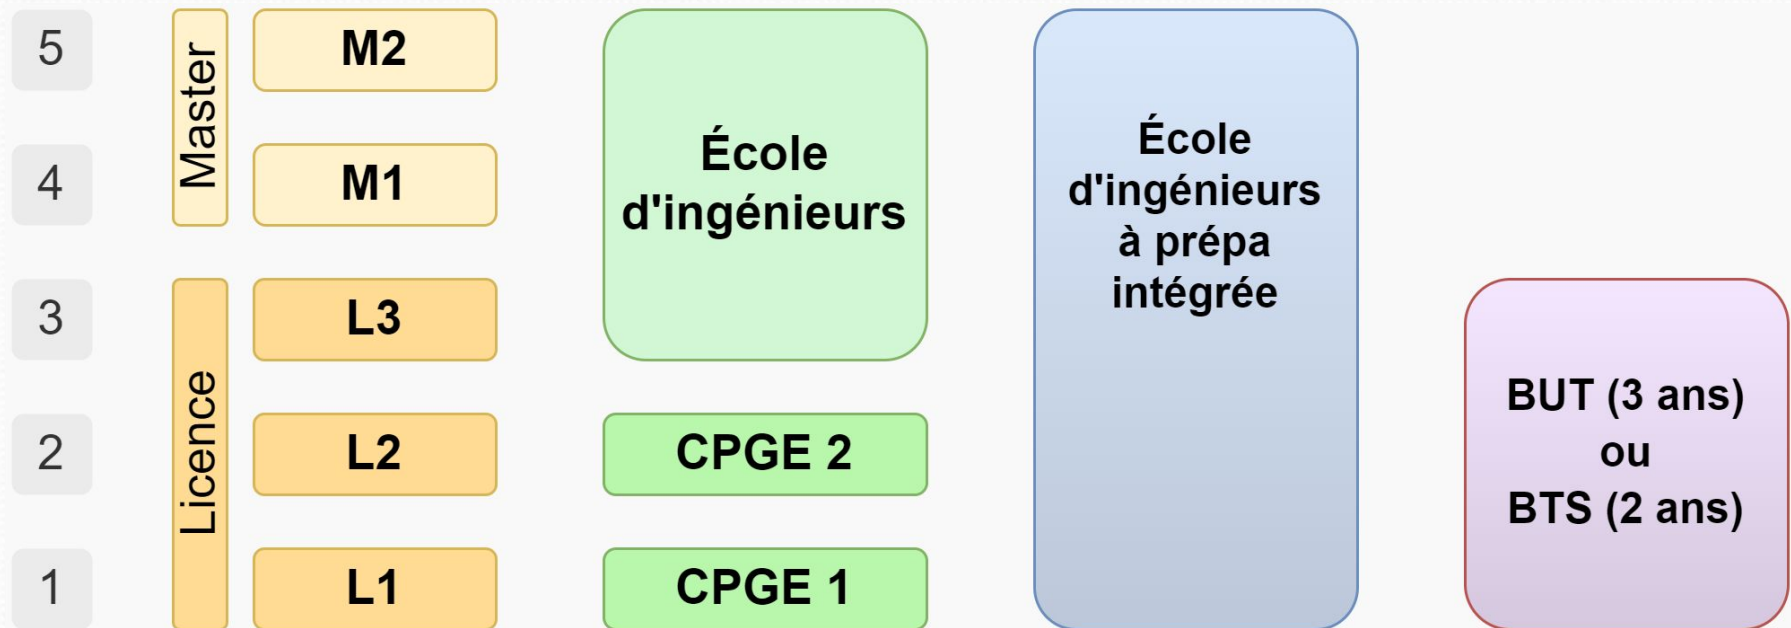 5
Master
M2
École
d'ingénieurs
École
d'ingénieurs
à prépa
intégrée
4
M1
3
Licence
L3
BUT (3 ans)
ou
BTS (2 ans)
2
L2
CPGE 2
1
L1
CPGE 1